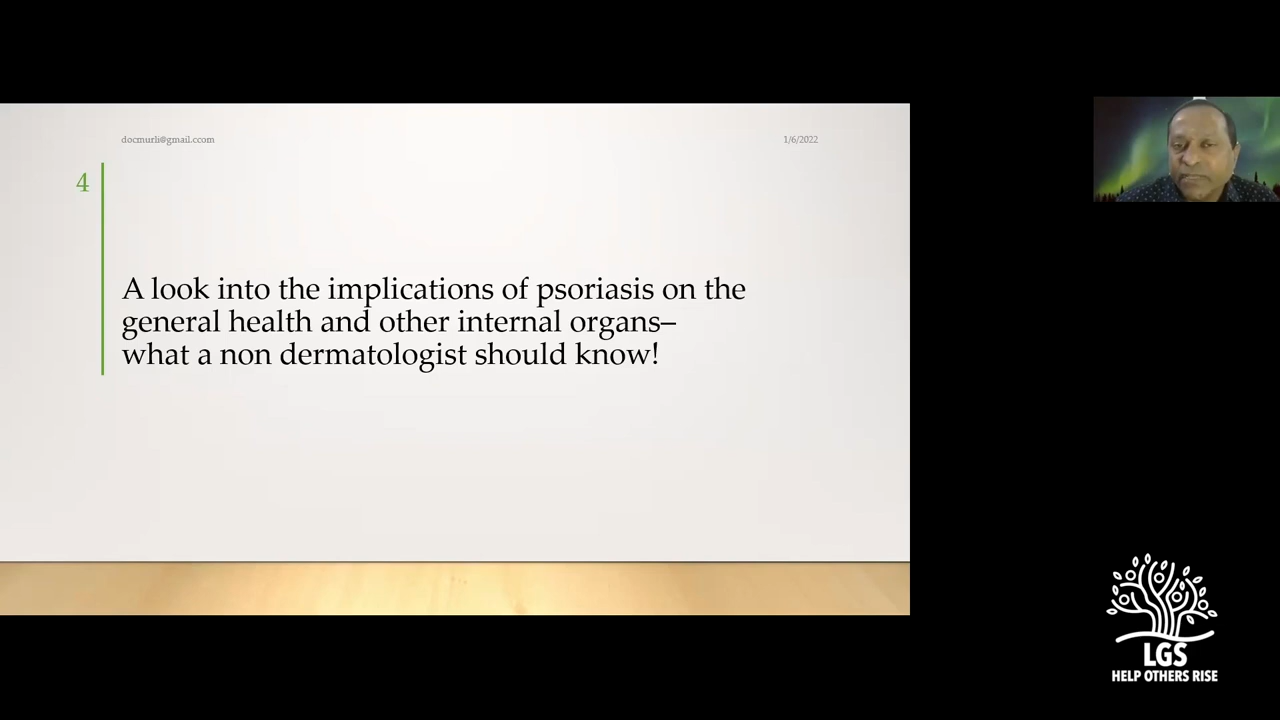 docmurli@gmail.ccom
1/6/2022
4
A look into the implications of psoriasis on the
general health and other internal organs–
what a non dermatologist should know!
LGS
HELP OTHERS RISE